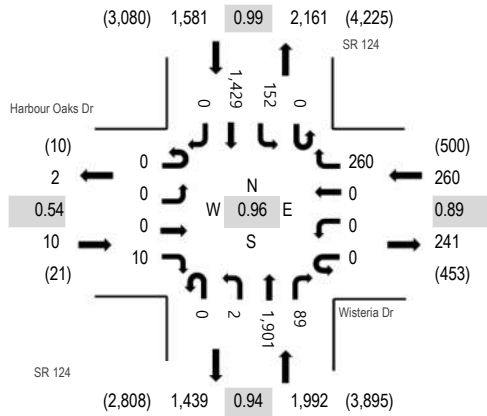 (3,080) 1,581 0.99 2,161 (4,225)
SR 124
0 1,429 152 0
Harbour Oaks Dr
(10)
2
0.54
10
(21)
0
0
0
10
N
W 0.96 E
S
260
0
0
0
(500)
260
0.89
241
(453)
0 2 1,901 89
Wisteria Dr
SR 124
(2,808) 1,439 0.94 1,992 (3,895)